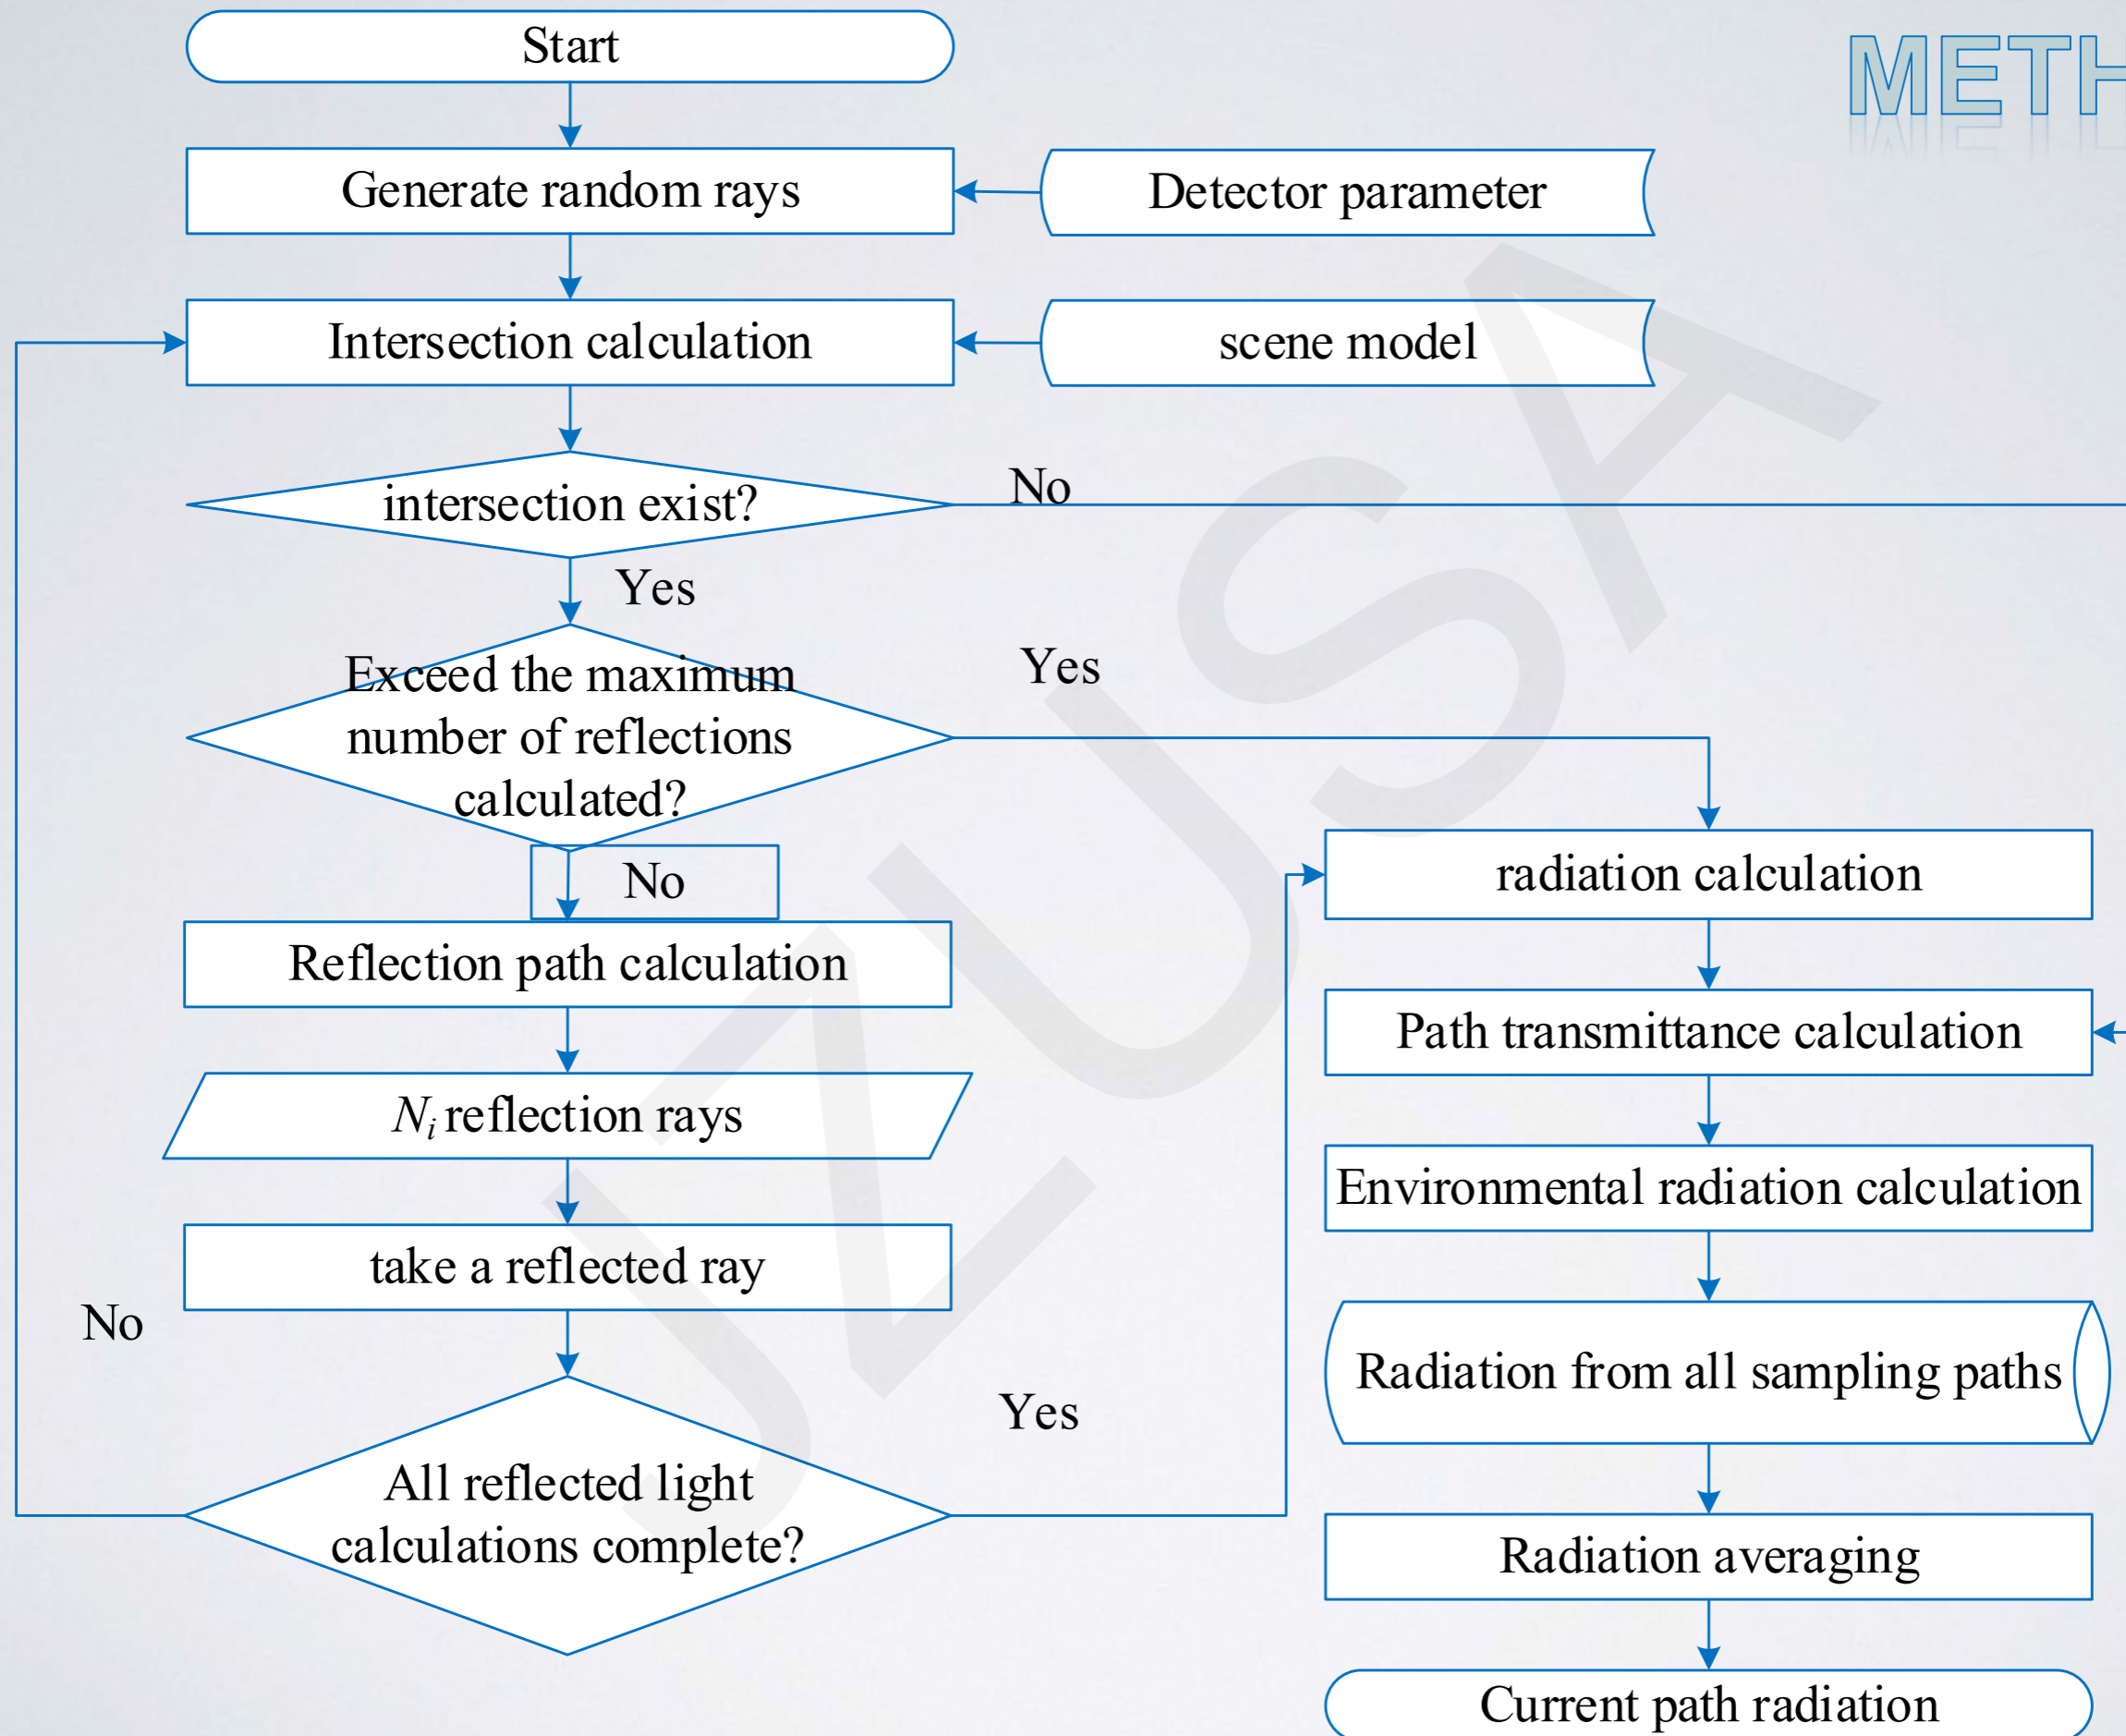 Start
METH
Generate random rays
Detector parameter
Intersection calculation
scene model
intersection exist?
No
Yes
Exceed the maximum
number of reflections
calculated?
Yes
No
radiation calculation
Reflection path calculation
Path transmittance calculation
Ni reflection rays
Environmental radiation calculation
take a reflected ray
No
Radiation from all sampling paths
Yes
All reflected light
calculations complete?
Radiation averaging
Current path radiation
JZUSA